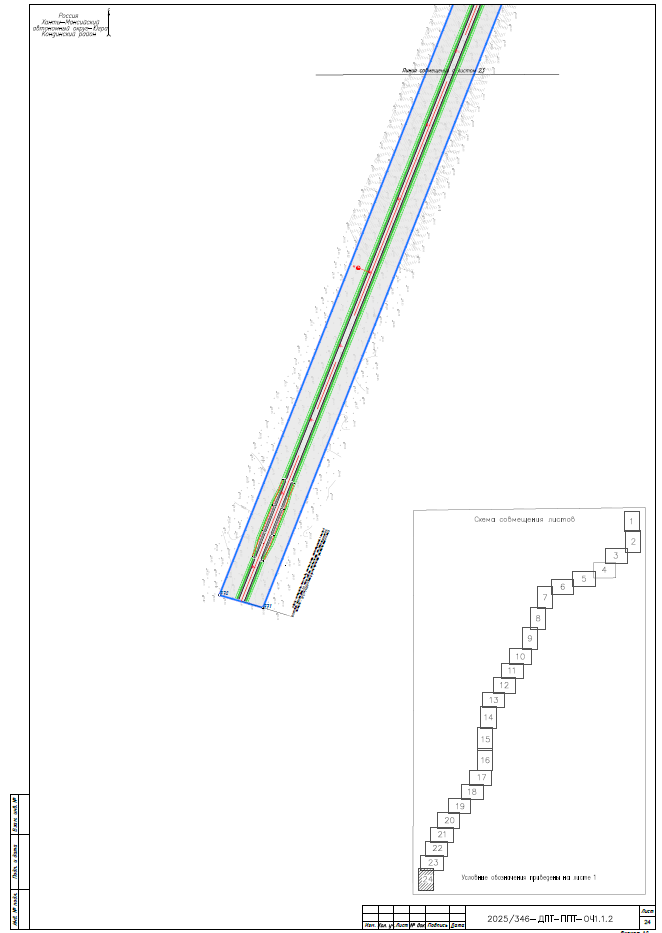 Россия
Ханты-Мансийский
автономный округ-Югра
Кондинский район
Линия совмещения с листом 23
Схема совмещения листов
1
2
3
4
5
6
7
8
9
10
11
12
13
14
15
16
17
18
19
20
21
22
23
24
Условные обозначения приведены на листе 1
Взам. инв. №
Подп. и дата
Инв. № подл.
Изм. Кол. уч Лист № док Подпись Дата
2025/346-ДПТ-ППТ-ОЧ1.1.2
Лист
24